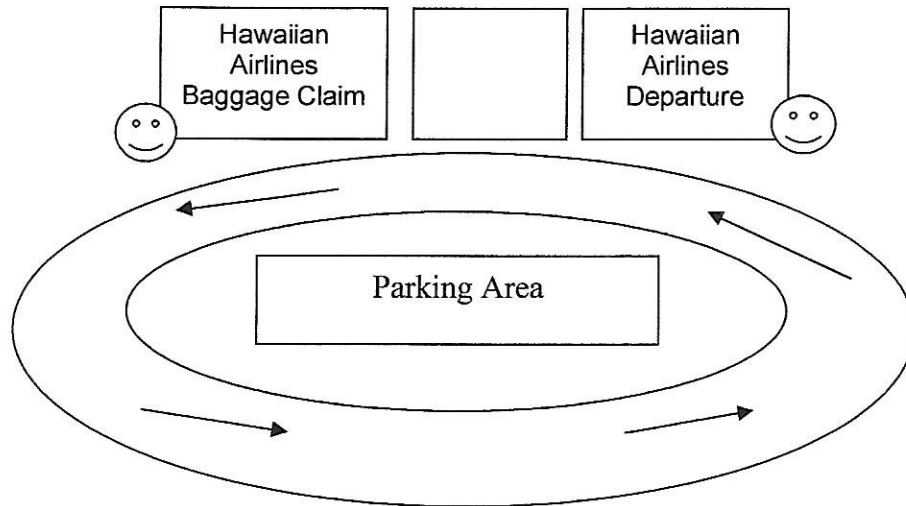 Hawaiian
Airlines
Baggage Claim
Hawaiian
Airlines
Departure
Parking Area